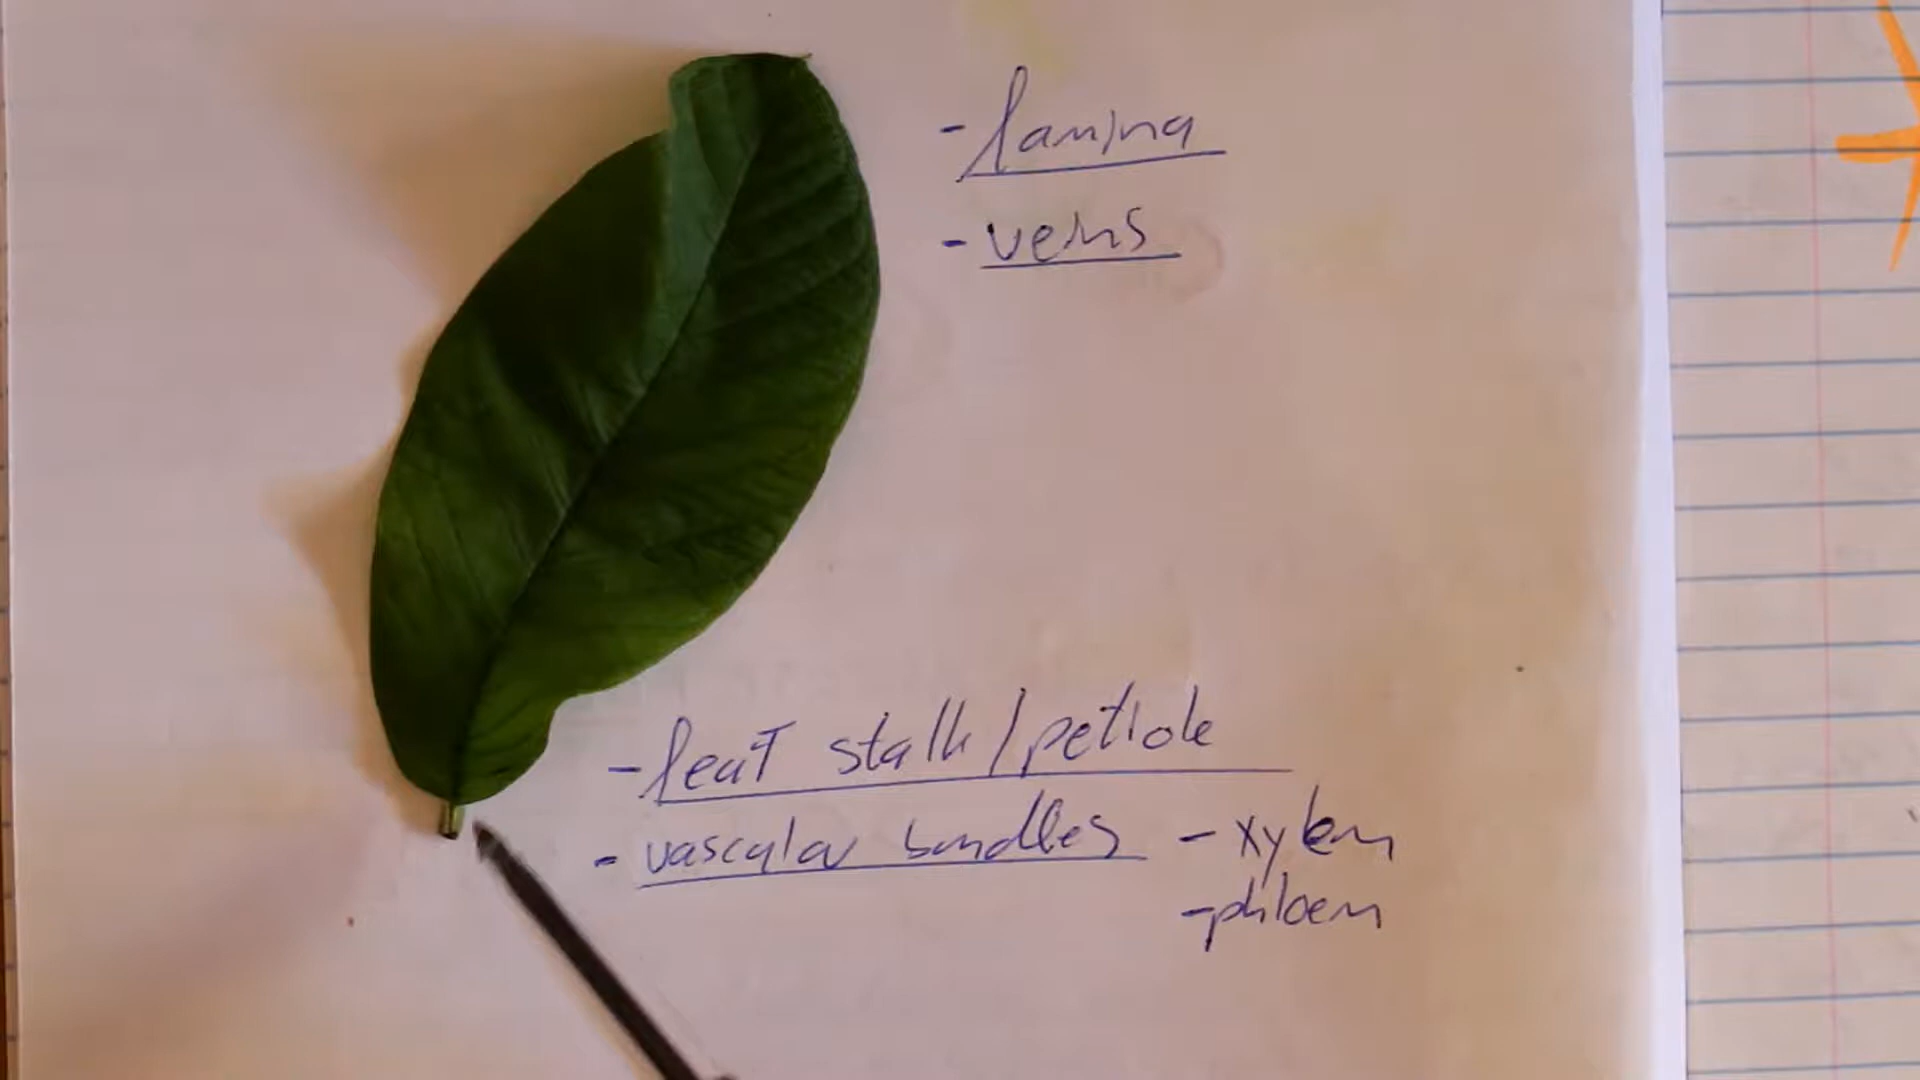 - lamina
- veins
- leaf stalk/petiole
- vascular bundles - xylem
- phloem